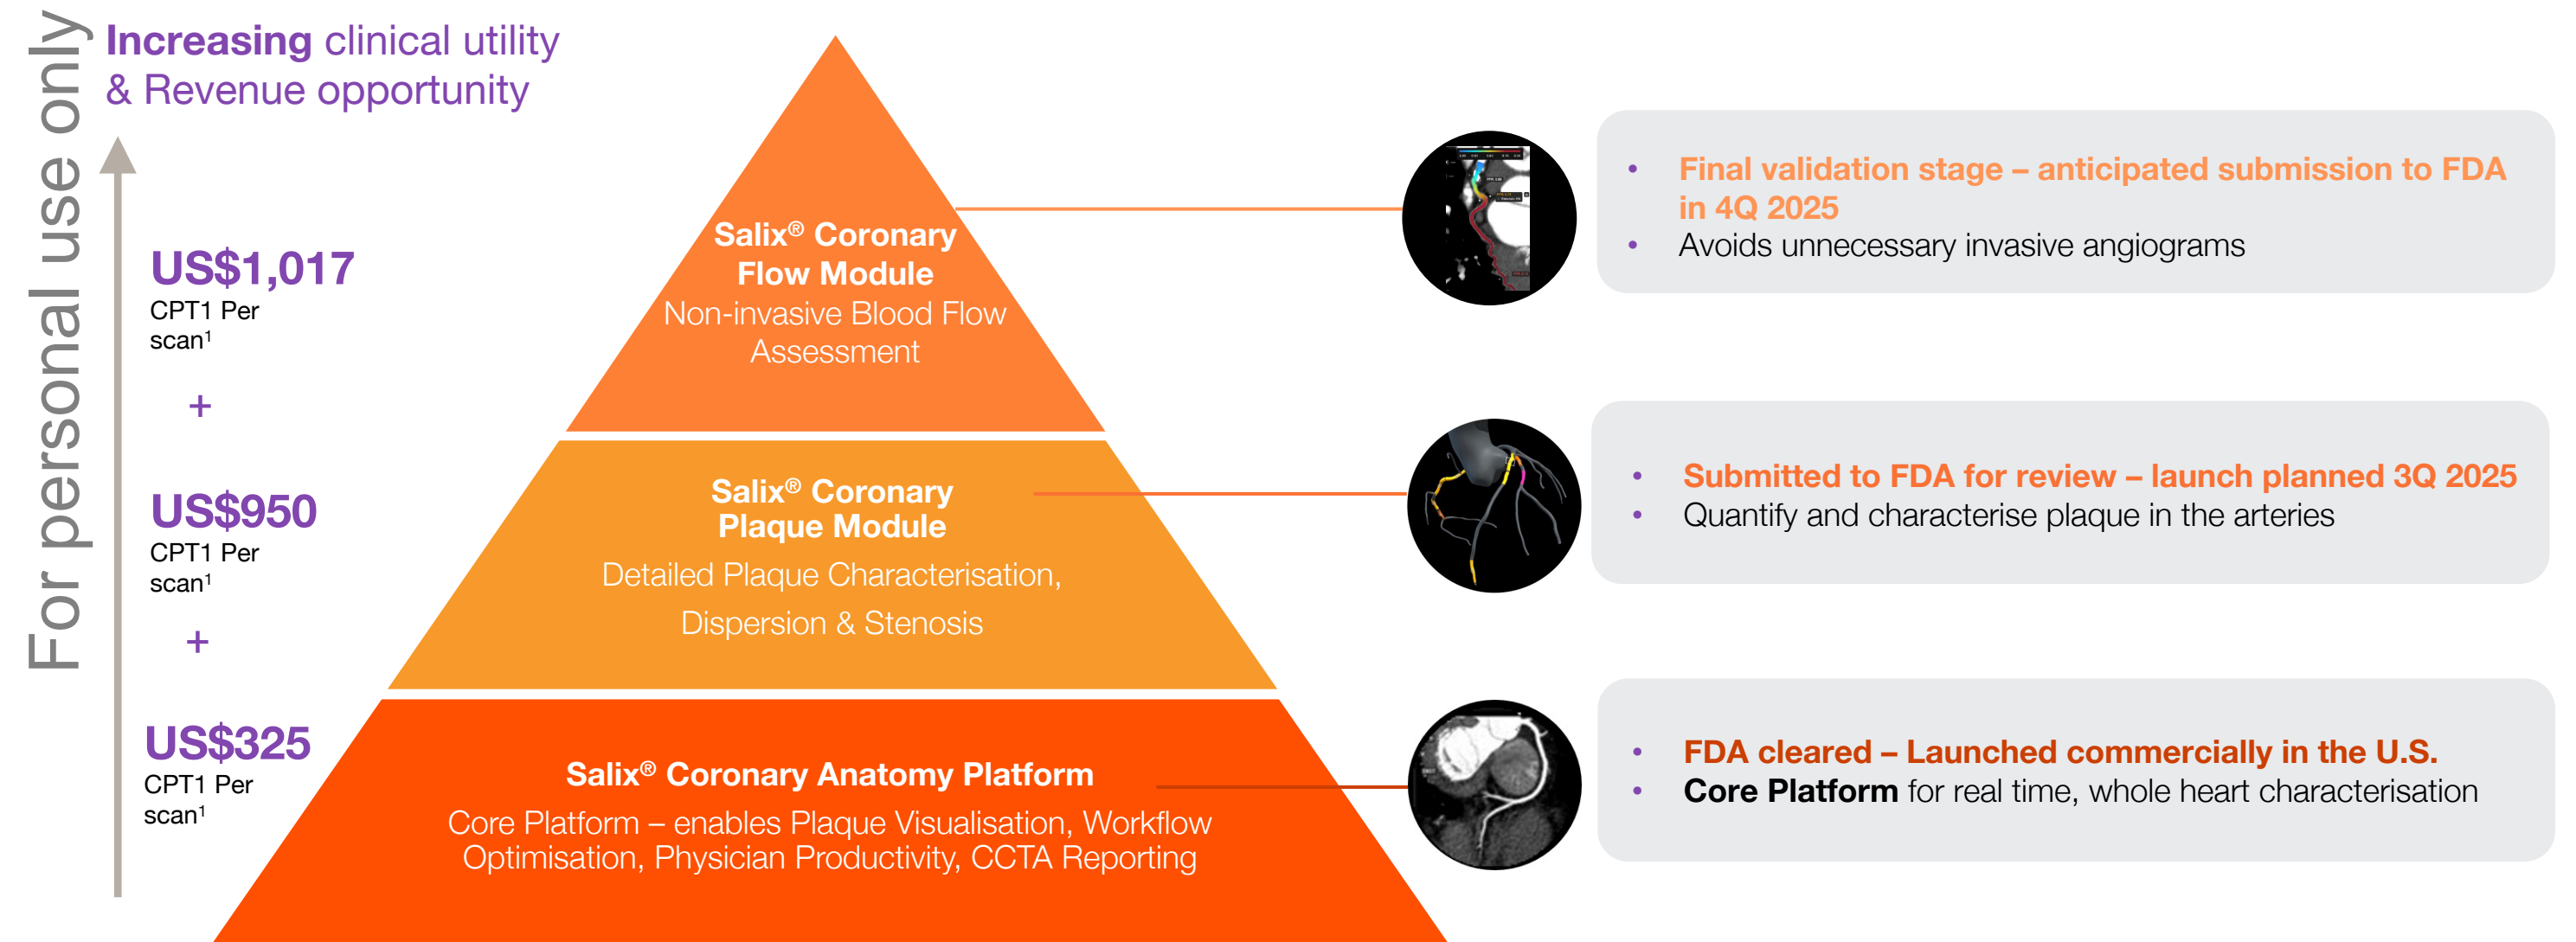 For personal use only
Increasing clinical utility
& Revenue opportunity
US$1,017
CPT1 Per
scan¹
+
US$950
CPT1 Per
scan¹
+
US$325
CPT1 Per
scan¹
Salix® Coronary
Flow Module
Non-invasive Blood Flow
Assessment
Salix® Coronary
Plaque Module
Detailed Plaque Characterisation,
Dispersion & Stenosis
Salix® Coronary Anatomy Platform
Core Platform – enables Plaque Visualisation, Workflow
Optimisation, Physician Productivity, CCTA Reporting
• Final validation stage – anticipated submission to FDA
in 4Q 2025
• Avoids unnecessary invasive angiograms
• Submitted to FDA for review – launch planned 3Q 2025
• Quantify and characterise plaque in the arteries
• FDA cleared – Launched commercially in the U.S.
• Core Platform for real time, whole heart characterisation